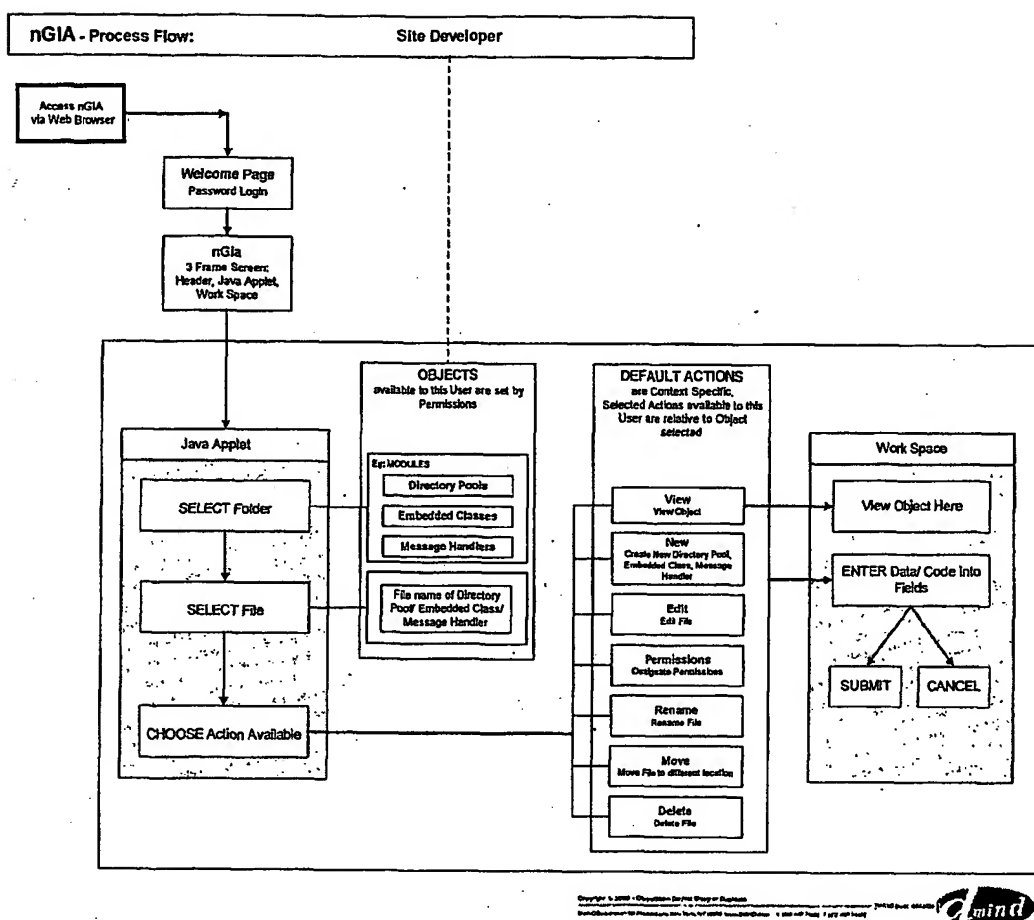 nGIA - Process Flow: Site Developer
Access nGIA
via Web Browser
Welcome Page
Password Login
nGia
3 Frame Screen:
Header, Java Applet,
Work Space
OBJECTS
available to this User are set by
Permissions
Java Applet
SELECT Folder
SELECT File
CHOOSE Action Available
Eg: MODULES
Directory Pools
Embedded Classes
Message Handlers
File name of Directory
Pool/ Embedded Class/
Message Handler
DEFAULT ACTIONS
are Context Specific,
Selected Actions available to this
User are relative to Object
selected
View
View Object
New
Create New Directory Pool,
Embedded Class, Message
Handler
Edit
Edit File
Permissions
Designate Permissions
Rename
Rename File
Move
Move File to different location
Delete
Delete File
Work Space
View Object Here
ENTER Data/ Code Into
Fields
SUBMIT
CANCEL
dmind